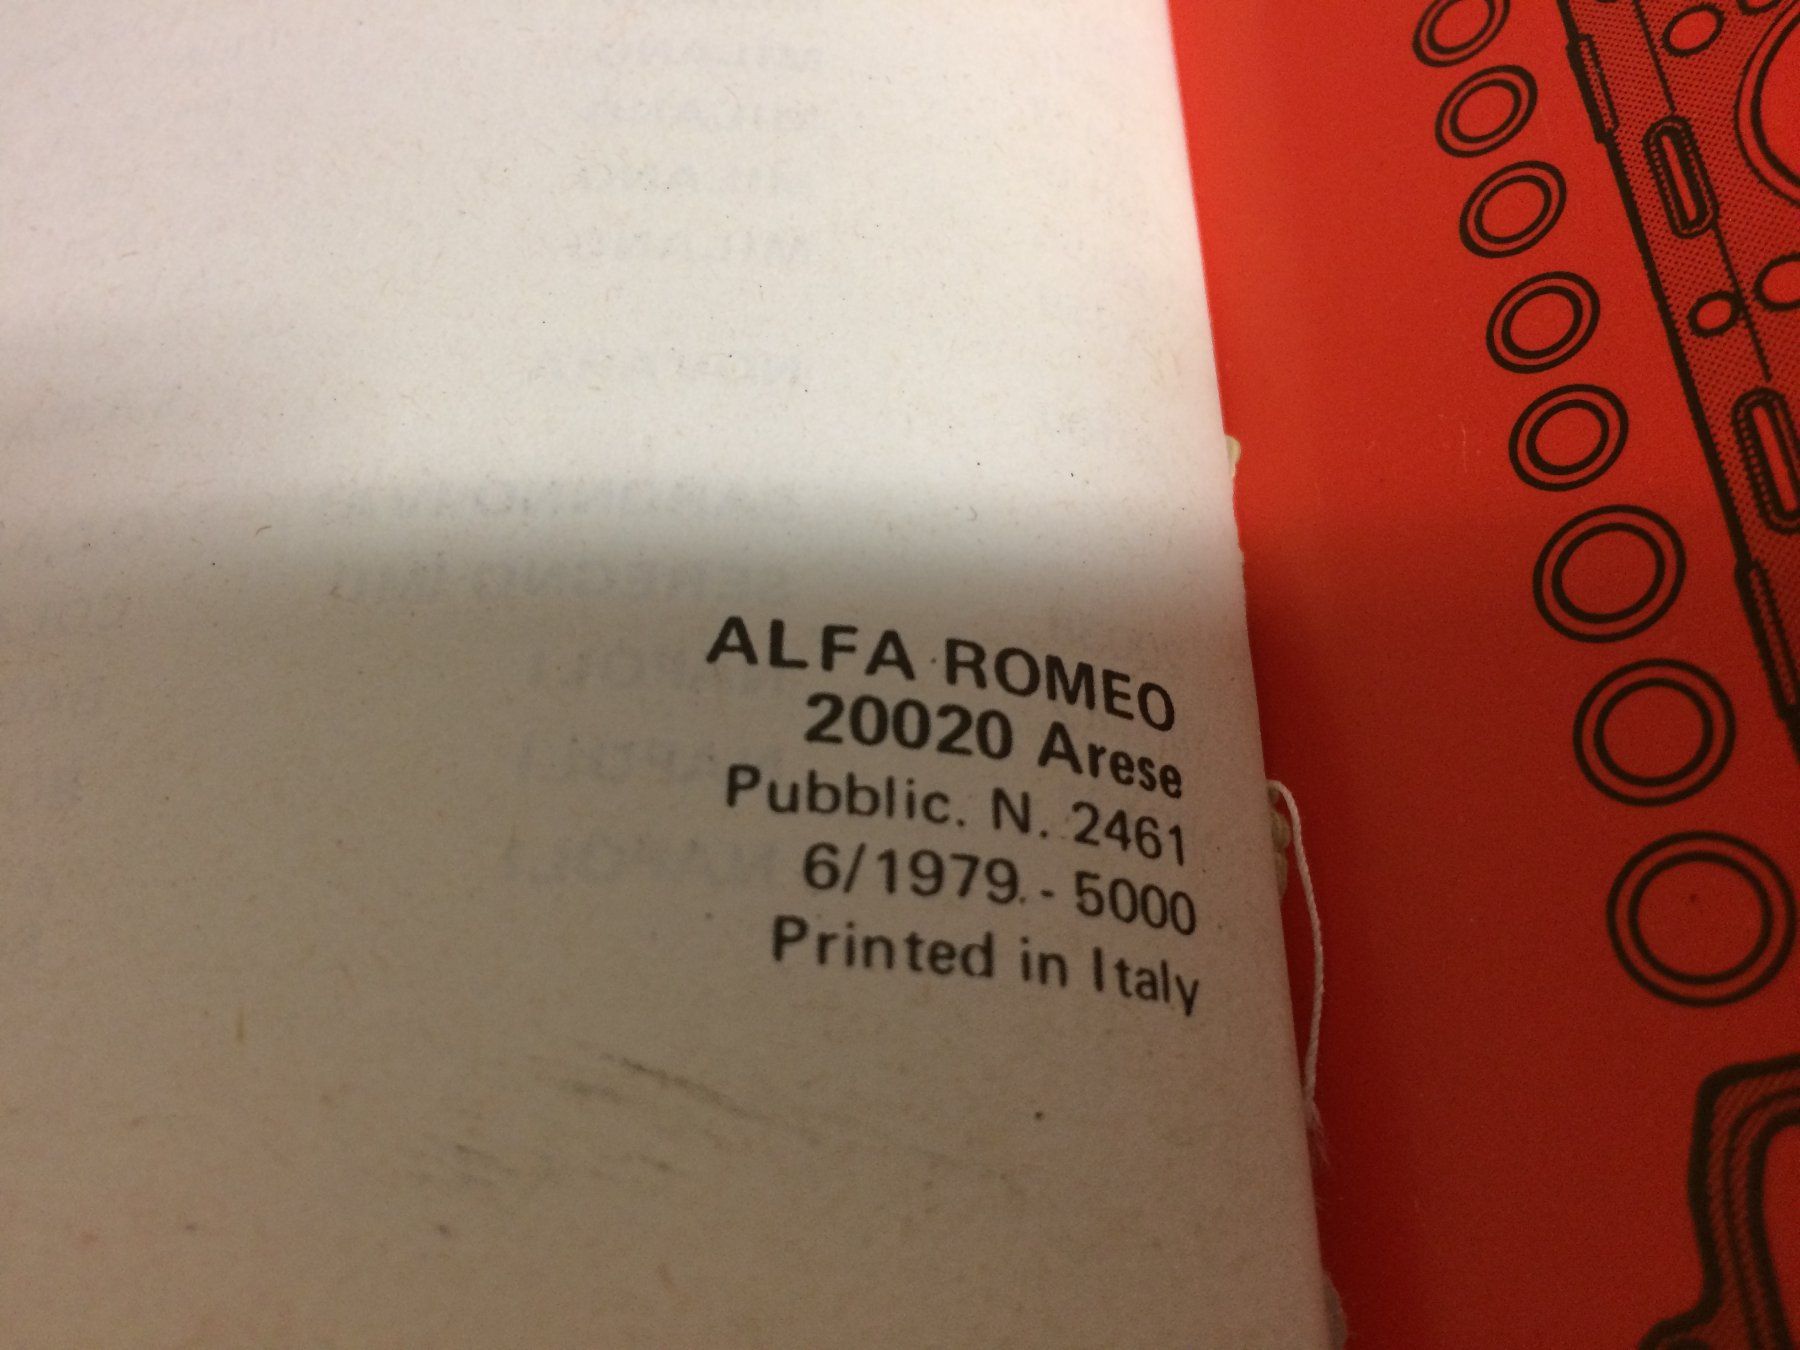 ALFA ROMEO
20020 Arese
Pubblic. N. 2461
6/1979. - 5000
Printed in Italy